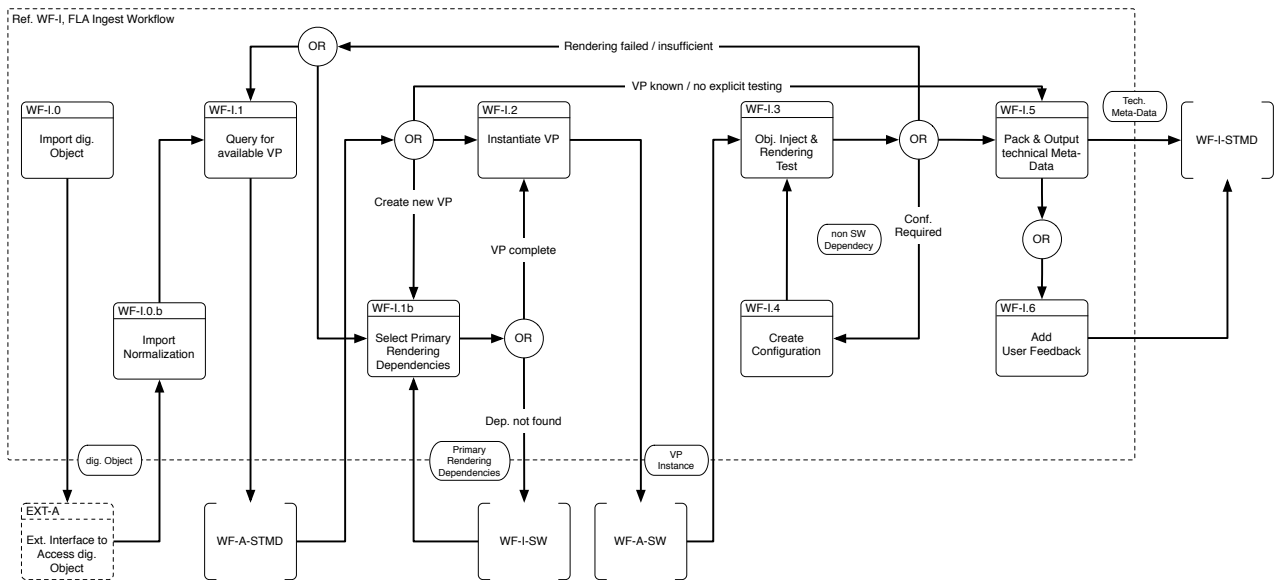 Ref. WF-I, FLA Ingest Workflow
OR
Rendering failed / insufficient
VP known / no explicit testing
WF-I.0
Import dig.
Object
WF-I.1
Query for
available VP
OR
WF-I.2
Instantiate VP
WF-I.3
Obj. Inject &
Rendering
Test
OR
WF-I.5
Pack & Output
technical Meta-
Data
Tech.
Meta-Data
WF-I-STMD
Create new VP
VP complete
non SW
Dependecy
Conf.
Required
OR
WF-I.0.b
Import
Normalization
WF-I.1b
Select Primary
Rendering
Dependencies
OR
WF-I.4
Create
Configuration
WF-I.6
Add
User Feedback
Dep. not found
dig. Object
Primary
Rendering
Dependencies
VP
Instance
EXT-A
Ext. Interface to
Access dig.
Object
WF-A-STMD
WF-I-SW
WF-A-SW